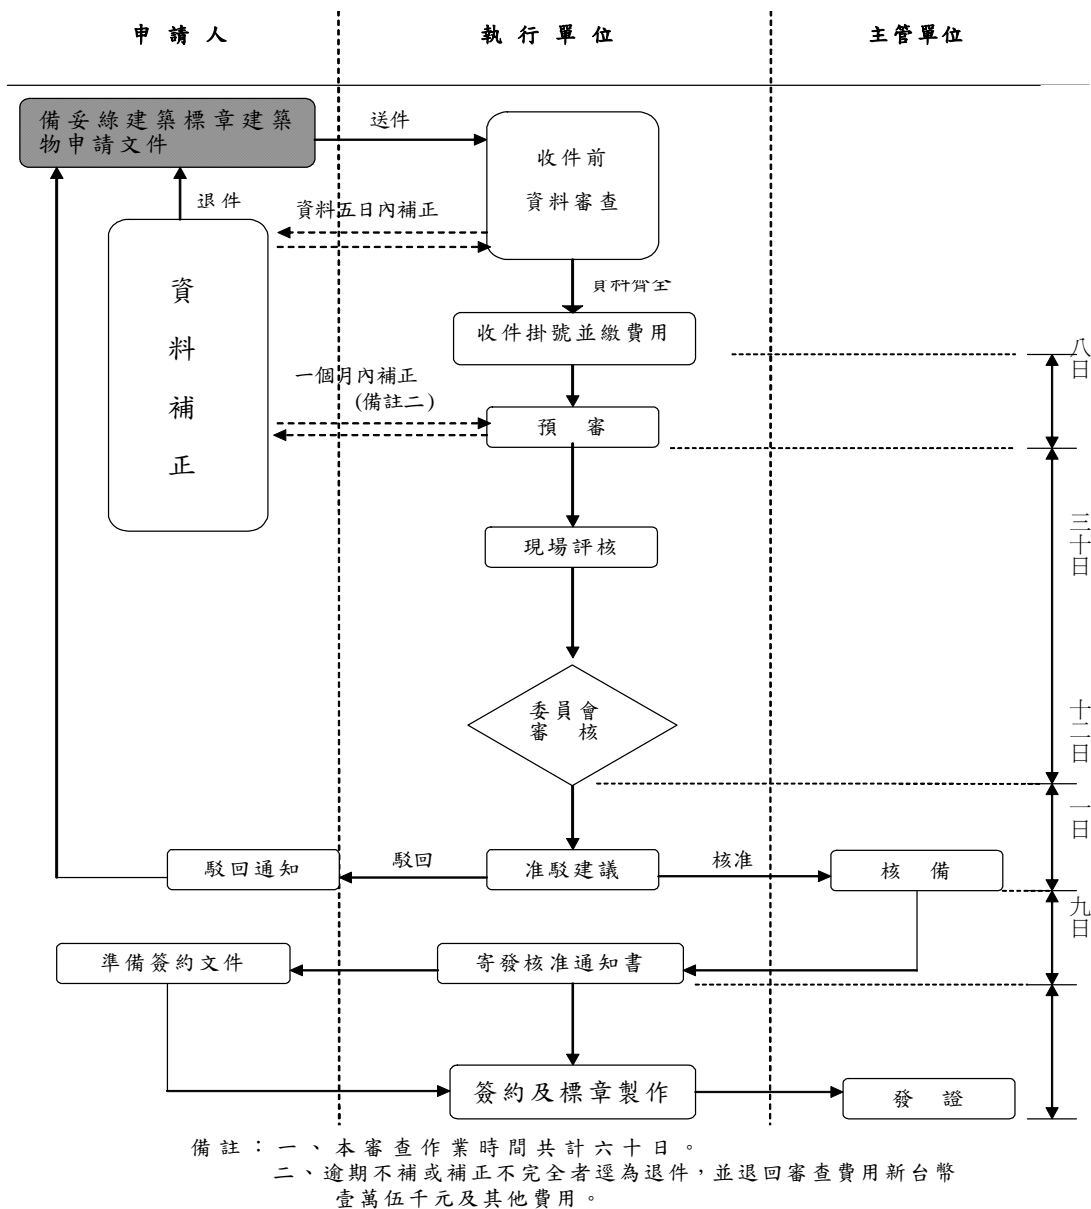 申請人
執行單位
主管單位
備妥綠建築標章建築
物申請文件
送件
收件前
資料審查
退件
資料五日內補正
資料補正
資料齊全
收件掛號並繳費用
八日
一個月內補正
(備註二)
預審
三十日
現場評核
委員會
審核
十二日
一日
駁回通知
駁回
准駁建議
核准
核備
九日
準備簽約文件
寄發核准通知書
簽約及標章製作
發證
備註：一、本審查作業時間共計六十日。
二、逾期不補或補正不完全者逕為退件，並退回審查費用新台幣
壹萬伍千元及其他費用。